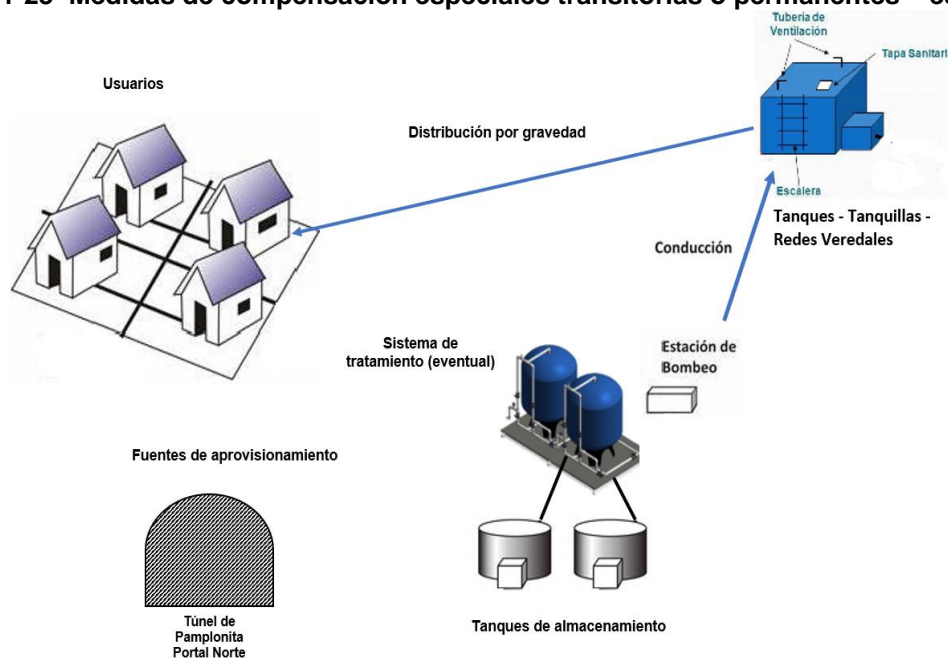 Medidas de compensación especiales transitorias o permanentes
Tubería de
Ventilación
Tapa Sanitari
Usuarios
Distribución por gravedad
Escalera
Tanques - Tanquillas -
Redes Veredales
Conducción
Sistema de
tratamiento (eventual)
Estación de
Bombeo
Fuentes de aprovisionamiento
Túnel de
Pamplonita
Portal Norte
Tanques de almacenamiento